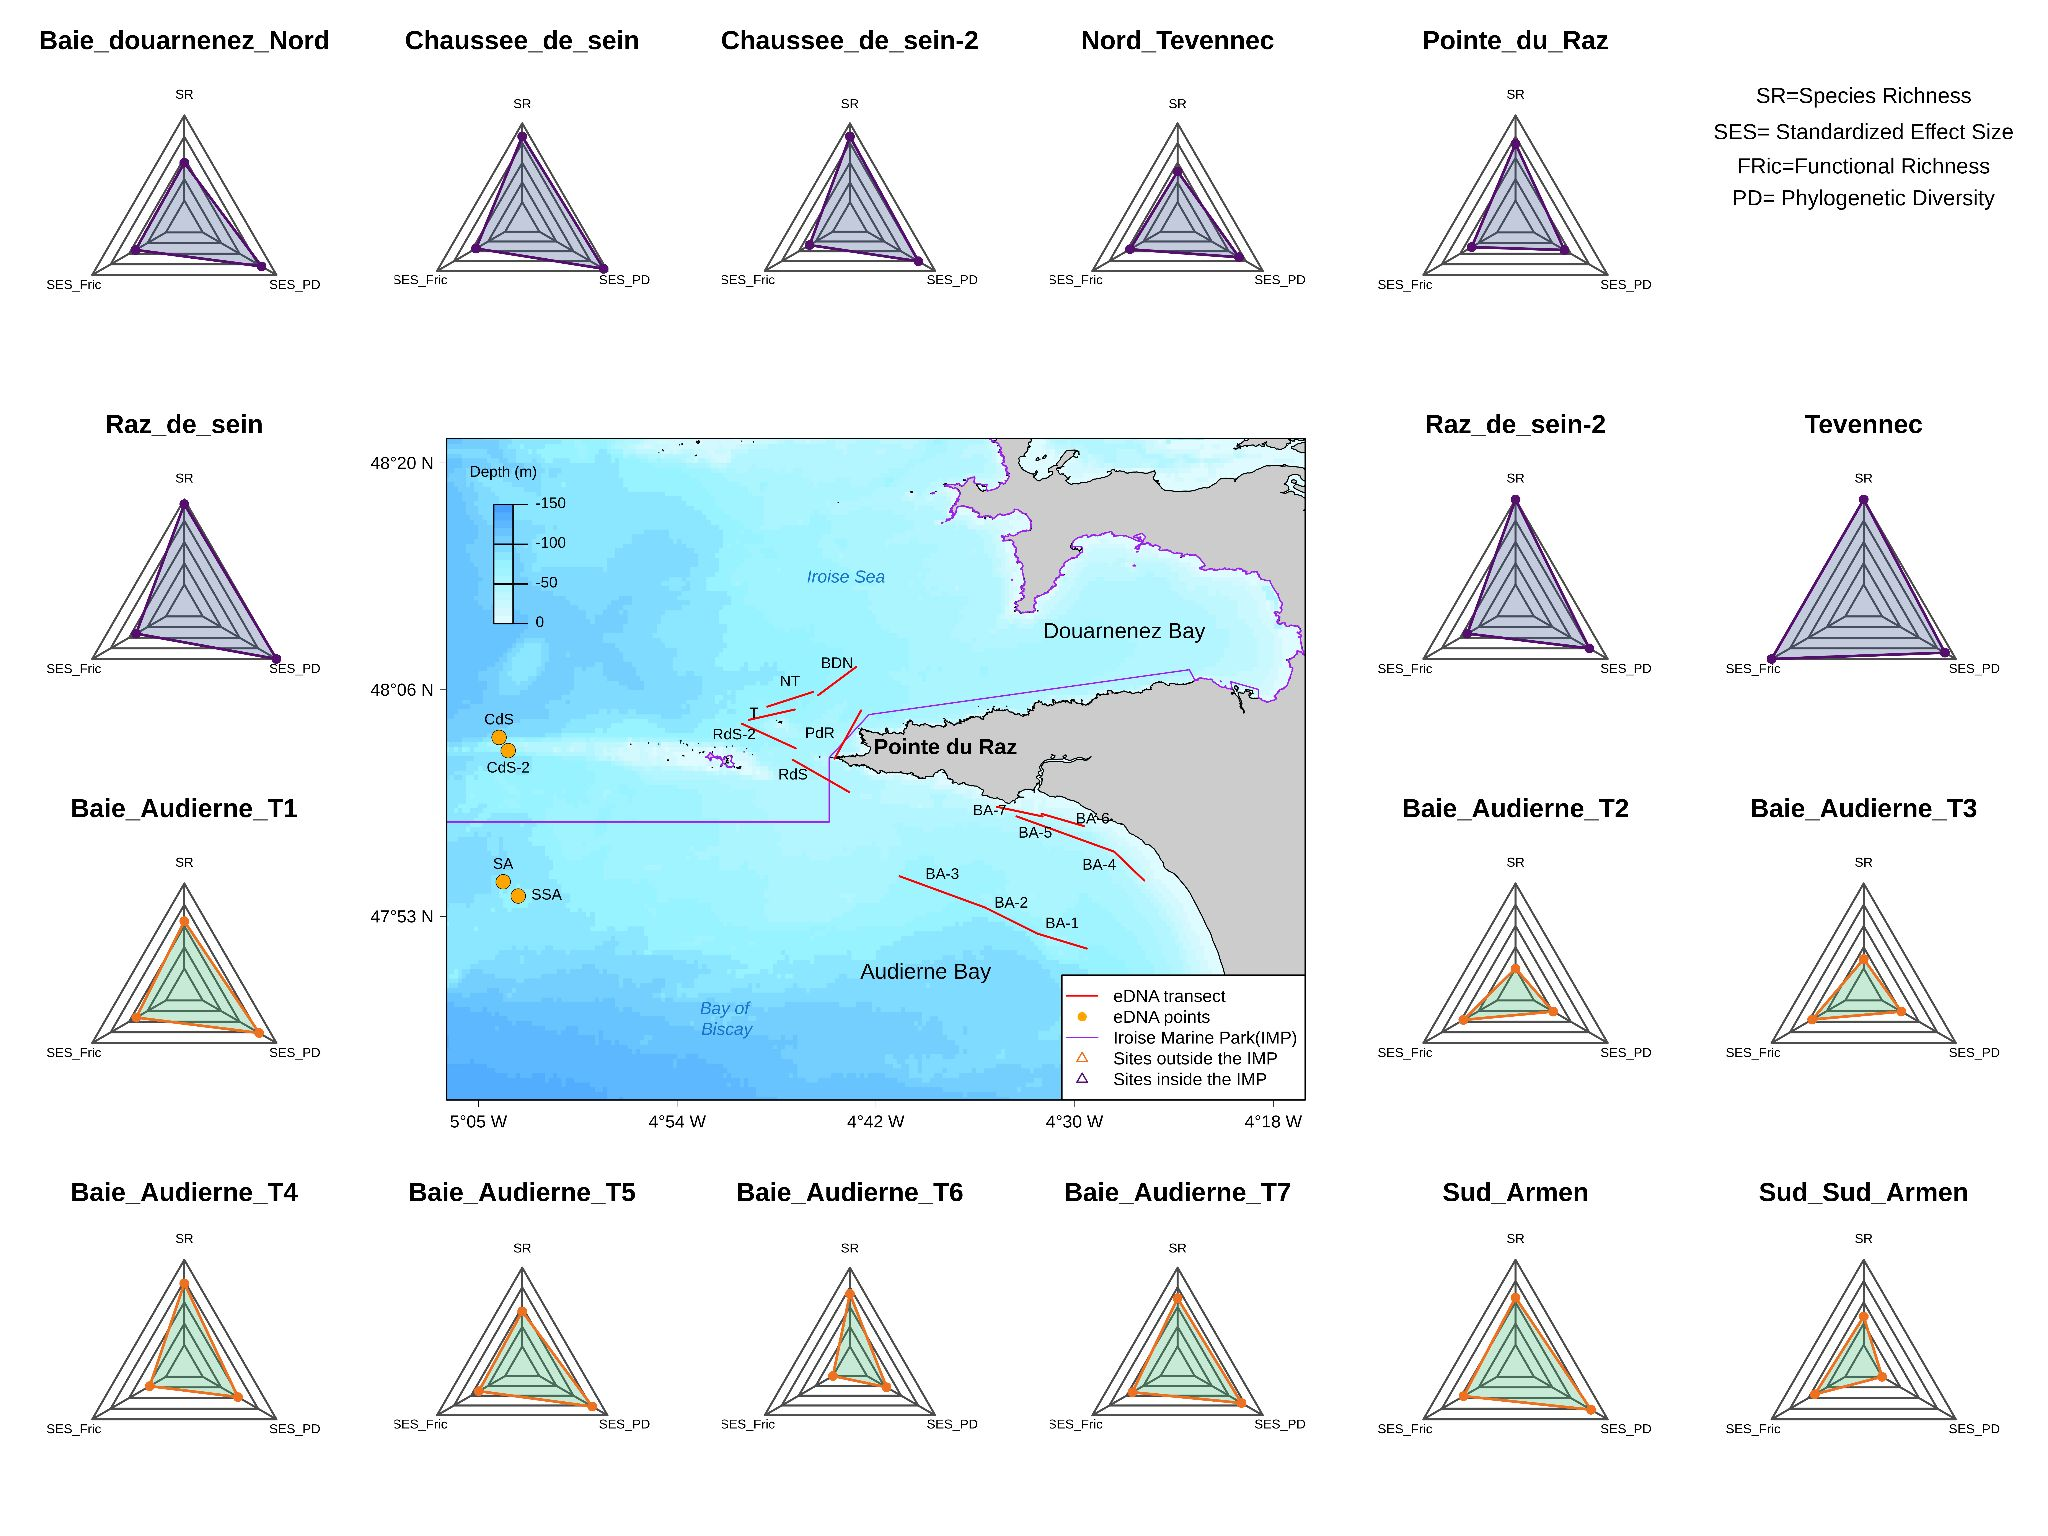 Baie_douarnenez_Nord
Chaussee_de_sein
Chaussee_de_sein-2
Nord_Tevennec
Pointe_du_Raz
SR
SES_Fric
SES_PD
SR
SES_Fric
SES_PD
SR
SES_Fric
SES_PD
SR
SES_Fric
SES_PD
SR
SES_Fric
SES_PD
SR=Species Richness
SES= Standardized Effect Size
FRic=Functional Richness
PD= Phylogenetic Diversity
Raz_de_sein
SR
SES_Fric
SES_PD
Raz_de_sein-2
SR
SES_Fric
SES_PD
Tevennec
SR
SES_Fric
SES_PD
48°20 N
48°06 N
47°53 N
5°05 W
4°54 W
4°42 W
4°30 W
4°18 W
Depth (m)
-150
-100
-50
0
Iroise Sea
Douarnenez Bay
BDN
NT
T
RdS-2
PdR
Pointe du Raz
RdS
CdS
CdS-2
BA-7
BA-6
BA-5
BA-4
SA
SSA
BA-3
BA-2
BA-1
Audierne Bay
Bay of
Biscay
eDNA transect
eDNA points
Iroise Marine Park(IMP)
Sites outside the IMP
Sites inside the IMP
Baie_Audierne_T1
SR
SES_Fric
SES_PD
Baie_Audierne_T2
SR
SES_Fric
SES_PD
Baie_Audierne_T3
SR
SES_Fric
SES_PD
Baie_Audierne_T4
SR
SES_Fric
SES_PD
Baie_Audierne_T5
SR
SES_Fric
SES_PD
Baie_Audierne_T6
SR
SES_Fric
SES_PD
Baie_Audierne_T7
SR
SES_Fric
SES_PD
Sud_Armen
SR
SES_Fric
SES_PD
Sud_Sud_Armen
SR
SES_Fric
SES_PD